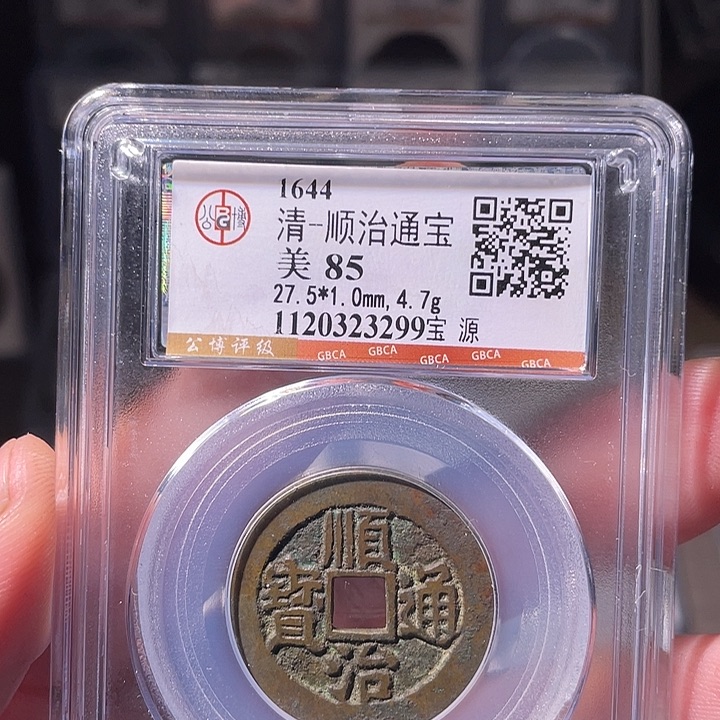 1644
清-顺治通宝
美 85
27.5*1.0mm, 4.7g
1120323299宝 源
公博评级 GBCA GBCA GBCA GBCA GBCA
公博
順治通寶